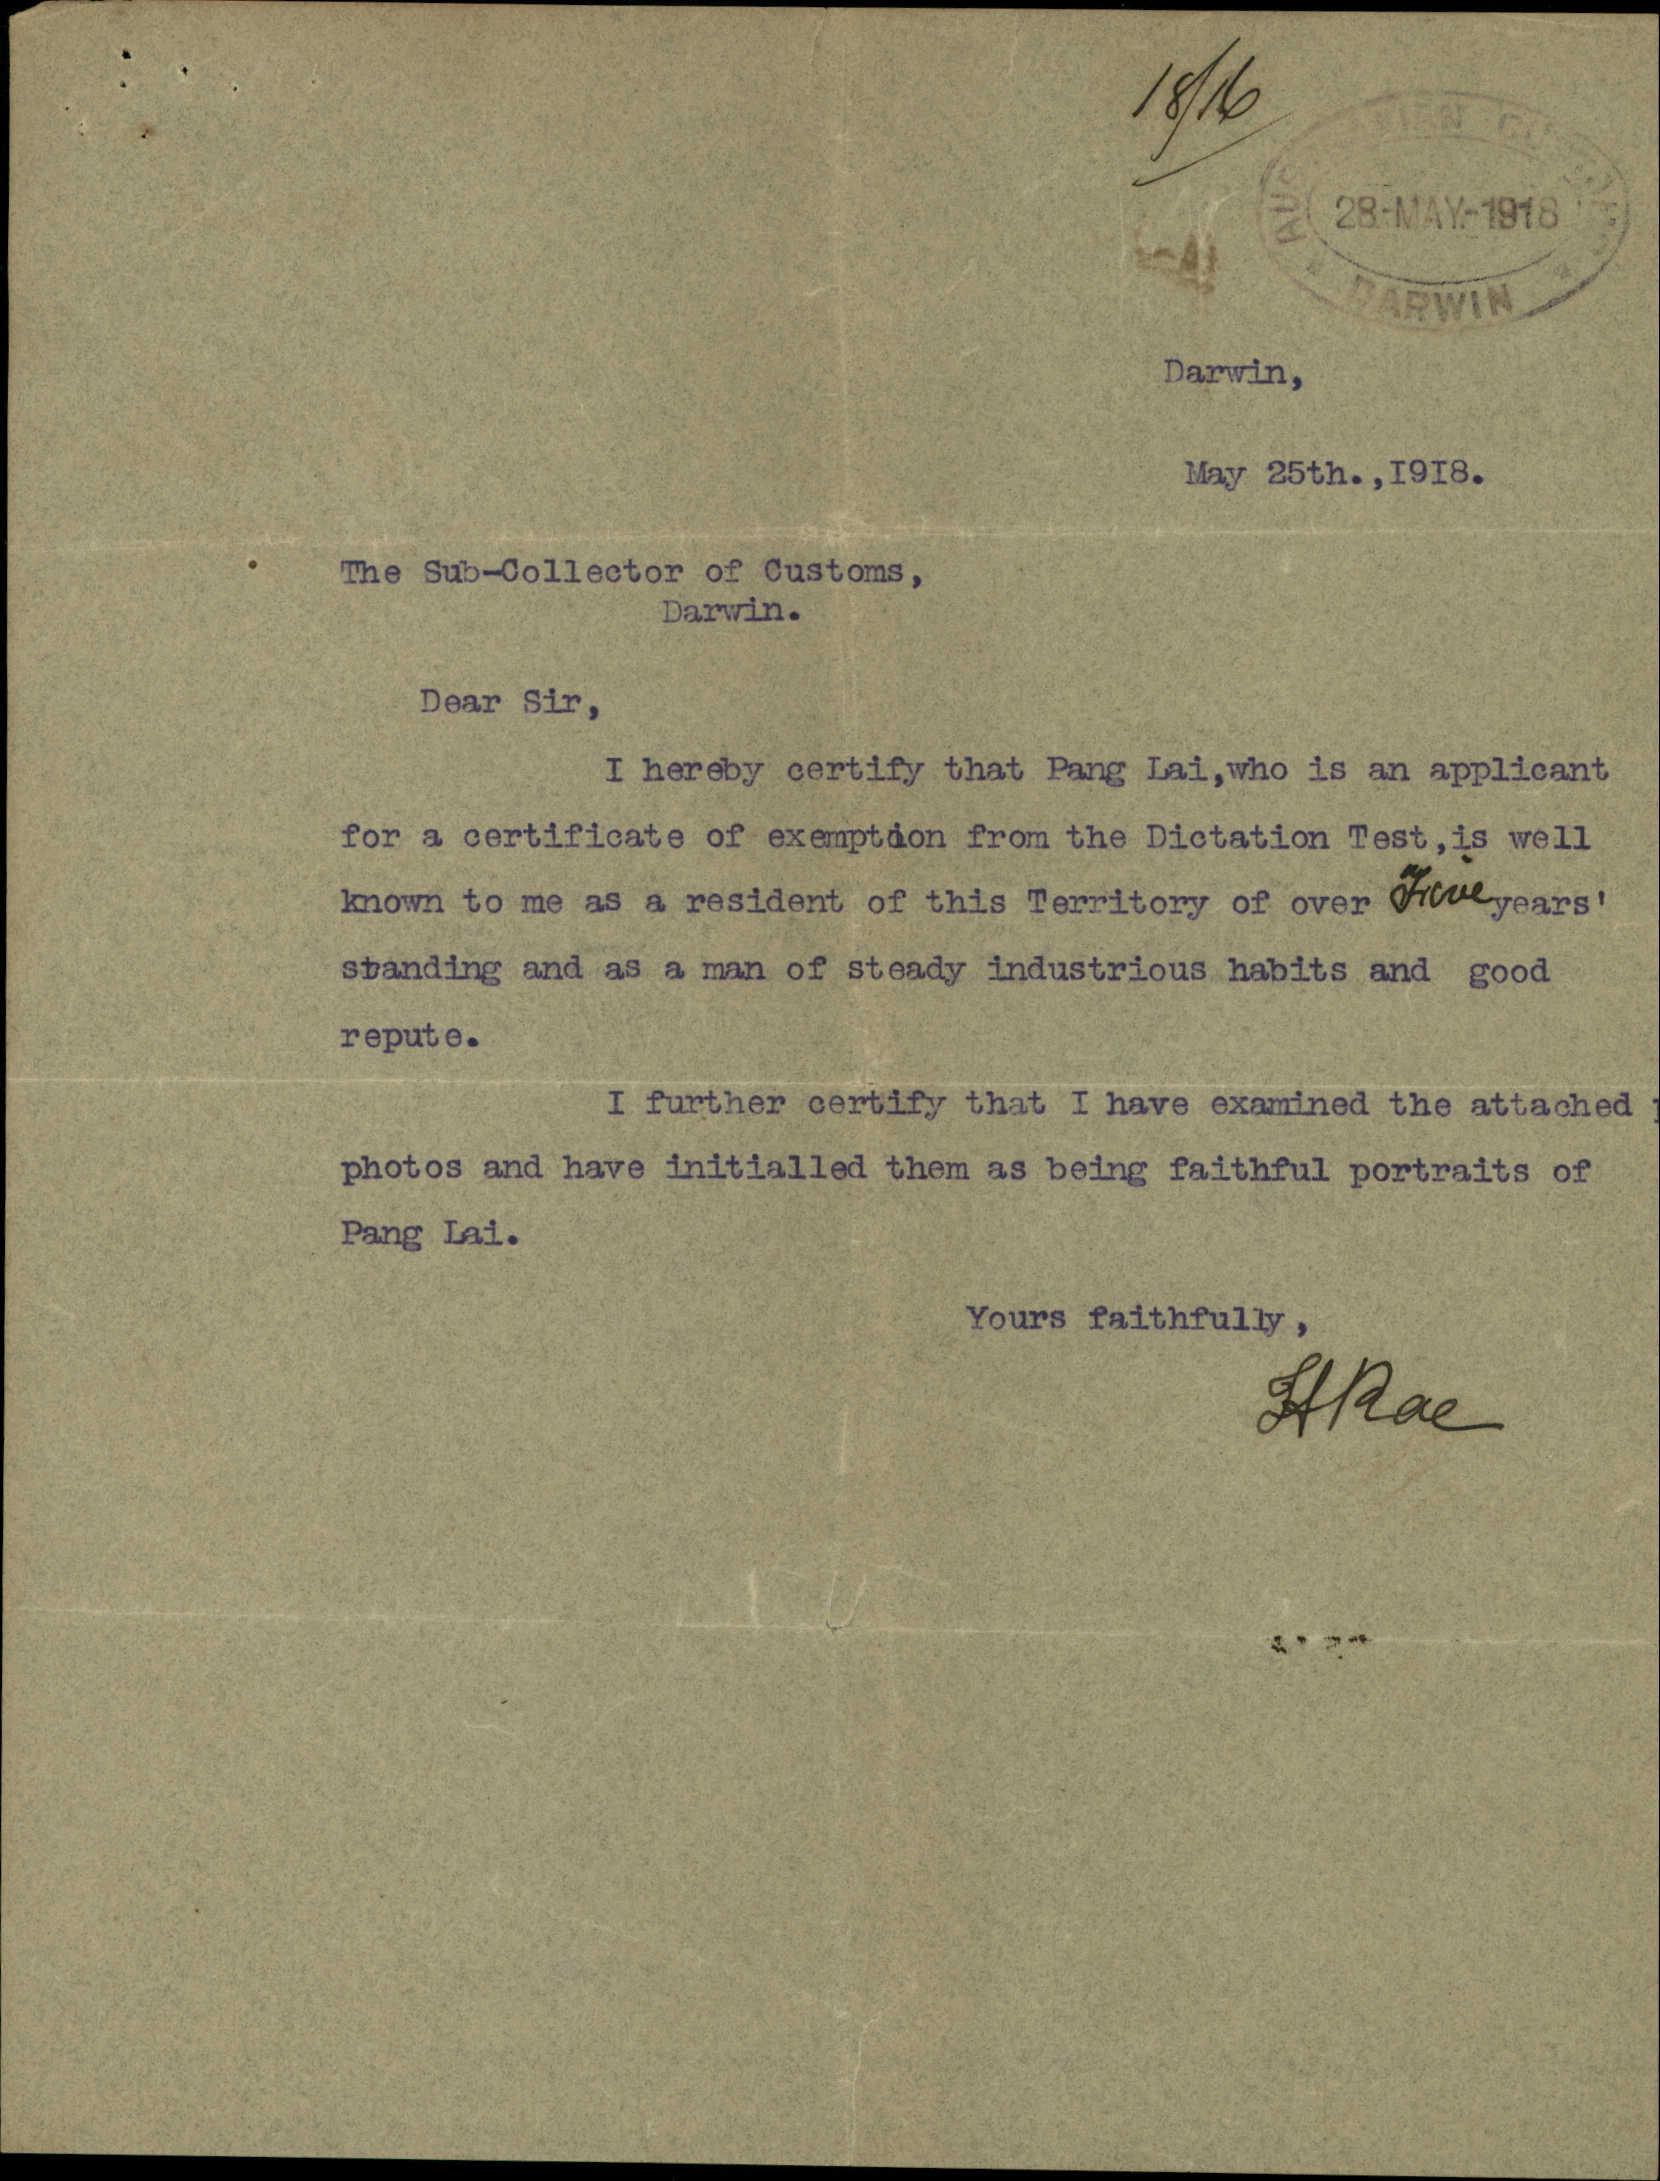 18/16
28-MAY-1918
DARWIN
Darwin,
May 25th.,I9I8.
The Sub-Collector of Customs,
Darwin.
Dear Sir,
I hereby certify that Pang Lai,who is an applicant
for a certificate of exemption from the Dictation Test,is well
known to me as a resident of this Territory of over Five years'
standing and as a man of steady industrious habits and good
repute.
I further certify that I have examined the attached
photos and have initialled them as being faithful portraits of
Pang Lai.
Yours faithfully,
Rae